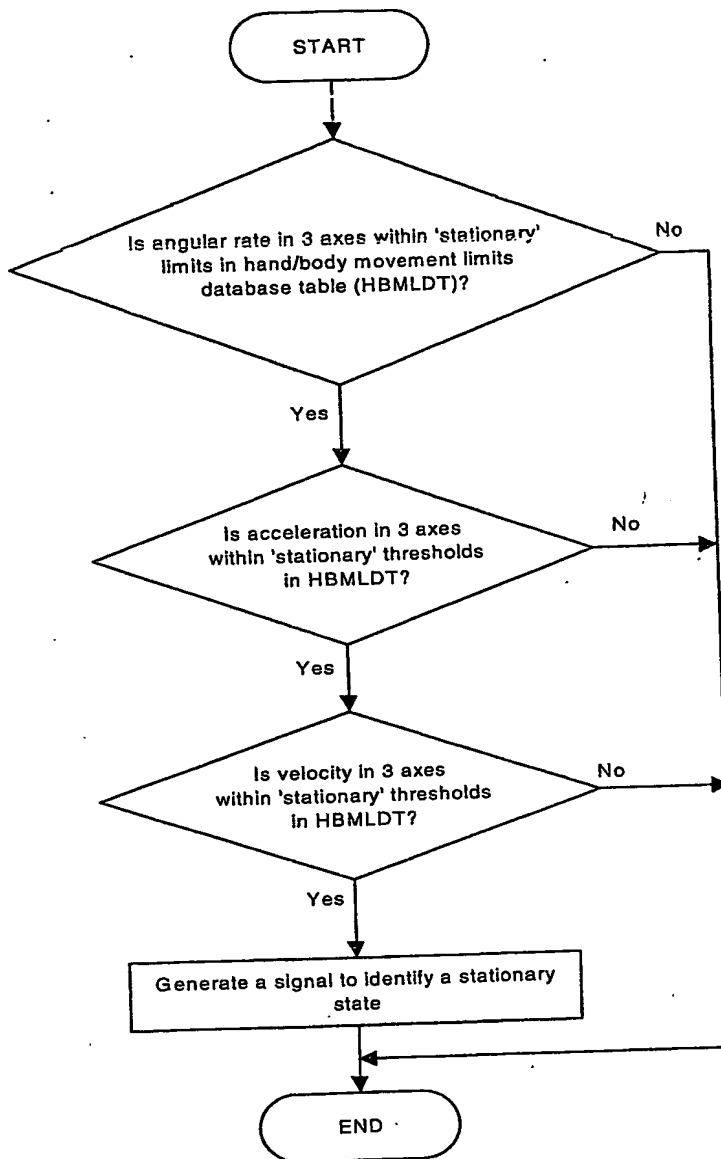 START
Is angular rate in 3 axes within 'stationary'
limits in hand/body movement limits
database table (HBMLDT)?
No
Yes
Is acceleration in 3 axes
within 'stationary' thresholds
in HBMLDT?
No
Yes
Is velocity in 3 axes
within 'stationary' thresholds
in HBMLDT?
No
Yes
Generate a signal to identify a stationary
state
END